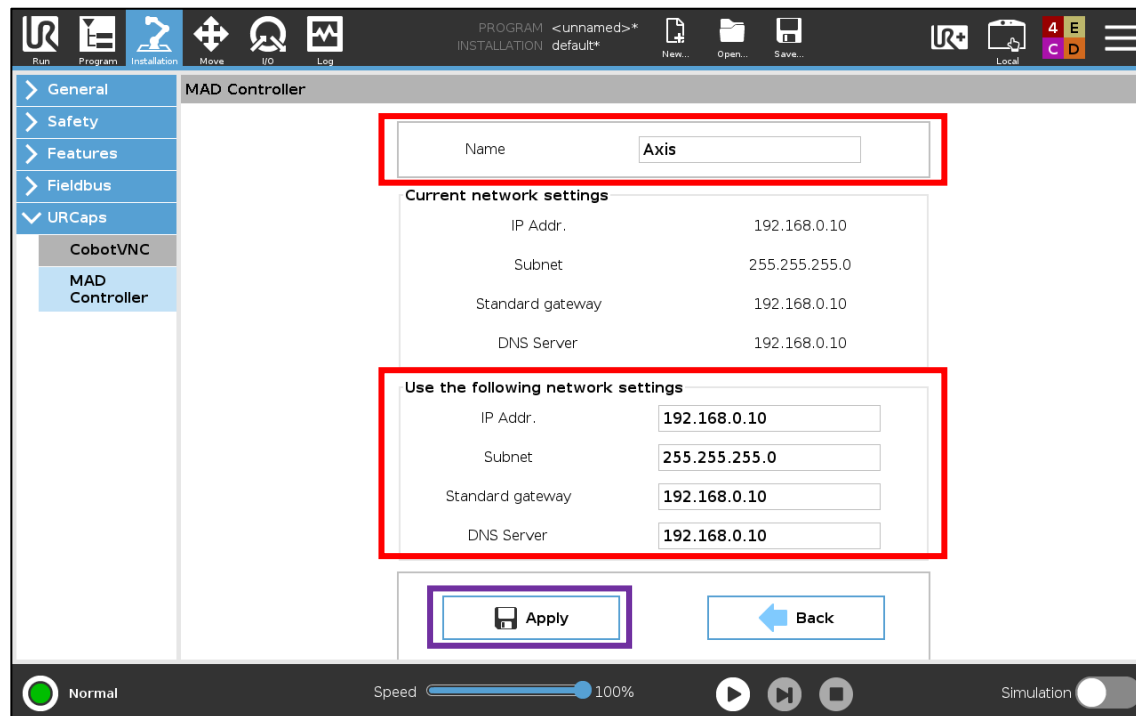 PROGRAM <unnamed>*
INSTALLATION default*
UR
Run Program Installation Move I/O Log New... Open... Save... UR+ Local 4 E C D
General
Safety
Features
Fieldbus
URCaps
CobotVNC
MAD
Controller
MAD Controller
Name Axis
Current network settings
IP Addr. 192.168.0.10
Subnet 255.255.255.0
Standard gateway 192.168.0.10
DNS Server 192.168.0.10
Use the following network settings
IP Addr. 192.168.0.10
Subnet 255.255.255.0
Standard gateway 192.168.0.10
DNS Server 192.168.0.10
Apply Back
Normal Speed 100% Simulation